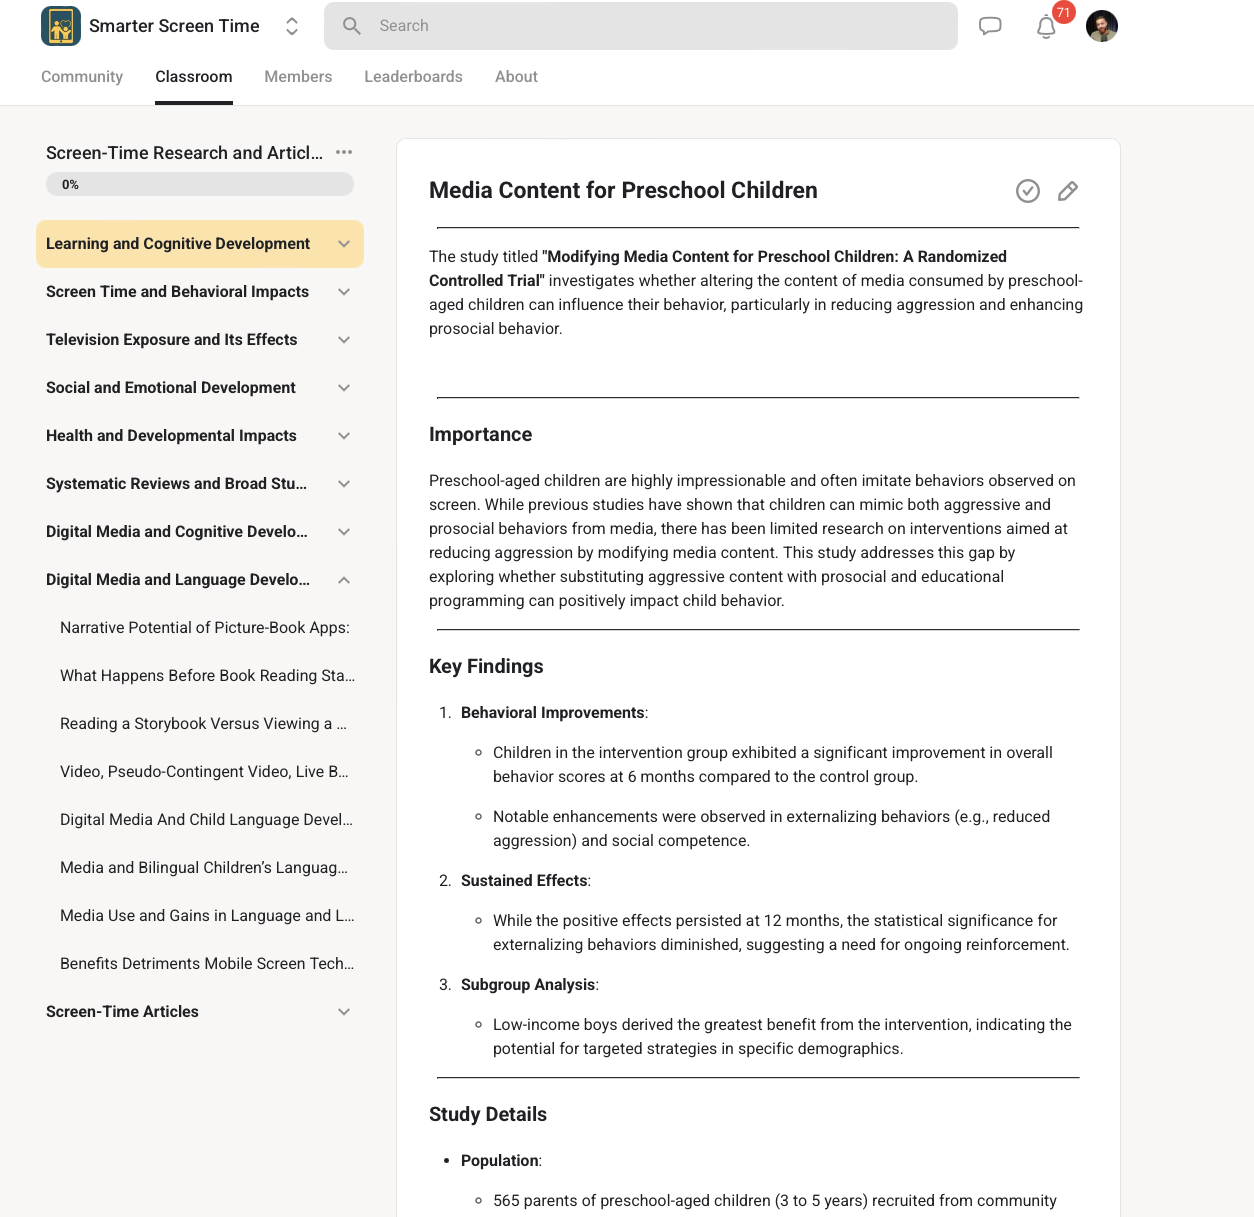 Smarter Screen Time
Search
71
Community
Classroom
Members
Leaderboards
About
Screen-Time Research and Articl...
0%
Learning and Cognitive Development
Screen Time and Behavioral Impacts
Television Exposure and Its Effects
Social and Emotional Development
Health and Developmental Impacts
Systematic Reviews and Broad Stu...
Digital Media and Cognitive Develo...
Digital Media and Language Develo...
Narrative Potential of Picture-Book Apps:
What Happens Before Book Reading Sta...
Reading a Storybook Versus Viewing a ...
Video, Pseudo-Contingent Video, Live B...
Digital Media And Child Language Devel...
Media and Bilingual Children’s Languag...
Media Use and Gains in Language and L...
Benefits Detriments Mobile Screen Tech...
Screen-Time Articles
Media Content for Preschool Children
The study titled "Modifying Media Content for Preschool Children: A Randomized
Controlled Trial" investigates whether altering the content of media consumed by preschool-
aged children can influence their behavior, particularly in reducing aggression and enhancing
prosocial behavior.
Importance
Preschool-aged children are highly impressionable and often imitate behaviors observed on
screen. While previous studies have shown that children can mimic both aggressive and
prosocial behaviors from media, there has been limited research on interventions aimed at
reducing aggression by modifying media content. This study addresses this gap by
exploring whether substituting aggressive content with prosocial and educational
programming can positively impact child behavior.
Key Findings
1. Behavioral Improvements:
Children in the intervention group exhibited a significant improvement in overall
behavior scores at 6 months compared to the control group.
Notable enhancements were observed in externalizing behaviors (e.g., reduced
aggression) and social competence.
2. Sustained Effects:
While the positive effects persisted at 12 months, the statistical significance for
externalizing behaviors diminished, suggesting a need for ongoing reinforcement.
3. Subgroup Analysis:
Low-income boys derived the greatest benefit from the intervention, indicating the
potential for targeted strategies in specific demographics.
Study Details
Population:
565 parents of preschool-aged children (3 to 5 years) recruited from community